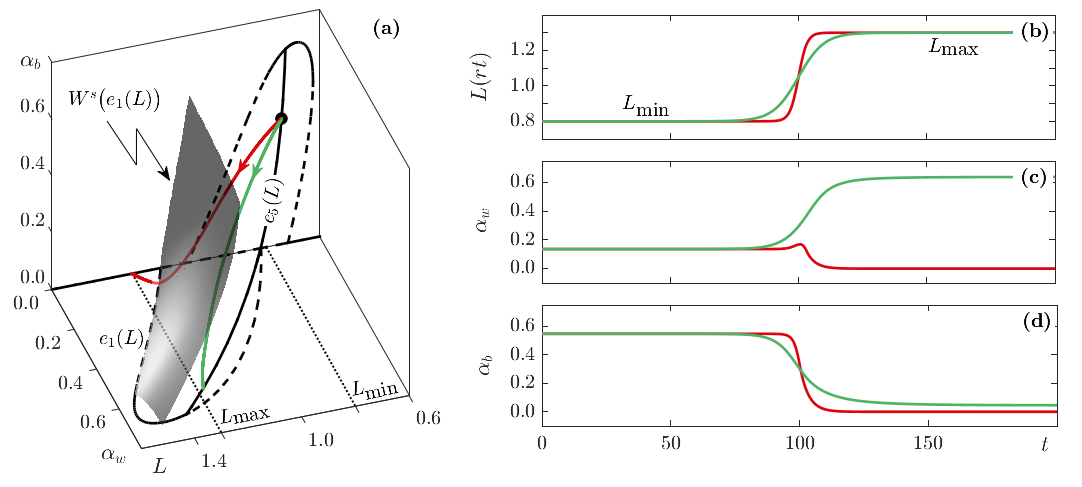 (a)
α_b
0.6
0.4
0.2
0.0
0.0
0.2
0.4
0.6
α_w
L
1.4
1.0
0.6
W^s(e_1(L))
e_5(L)
e_1(L)
L_max
L_min
(b)
L(rt)
1.2
1.0
0.8
L_min
L_max
(c)
α_w
0.6
0.4
0.2
0.0
(d)
α_b
0.6
0.4
0.2
0.0
0 50 100 150 t